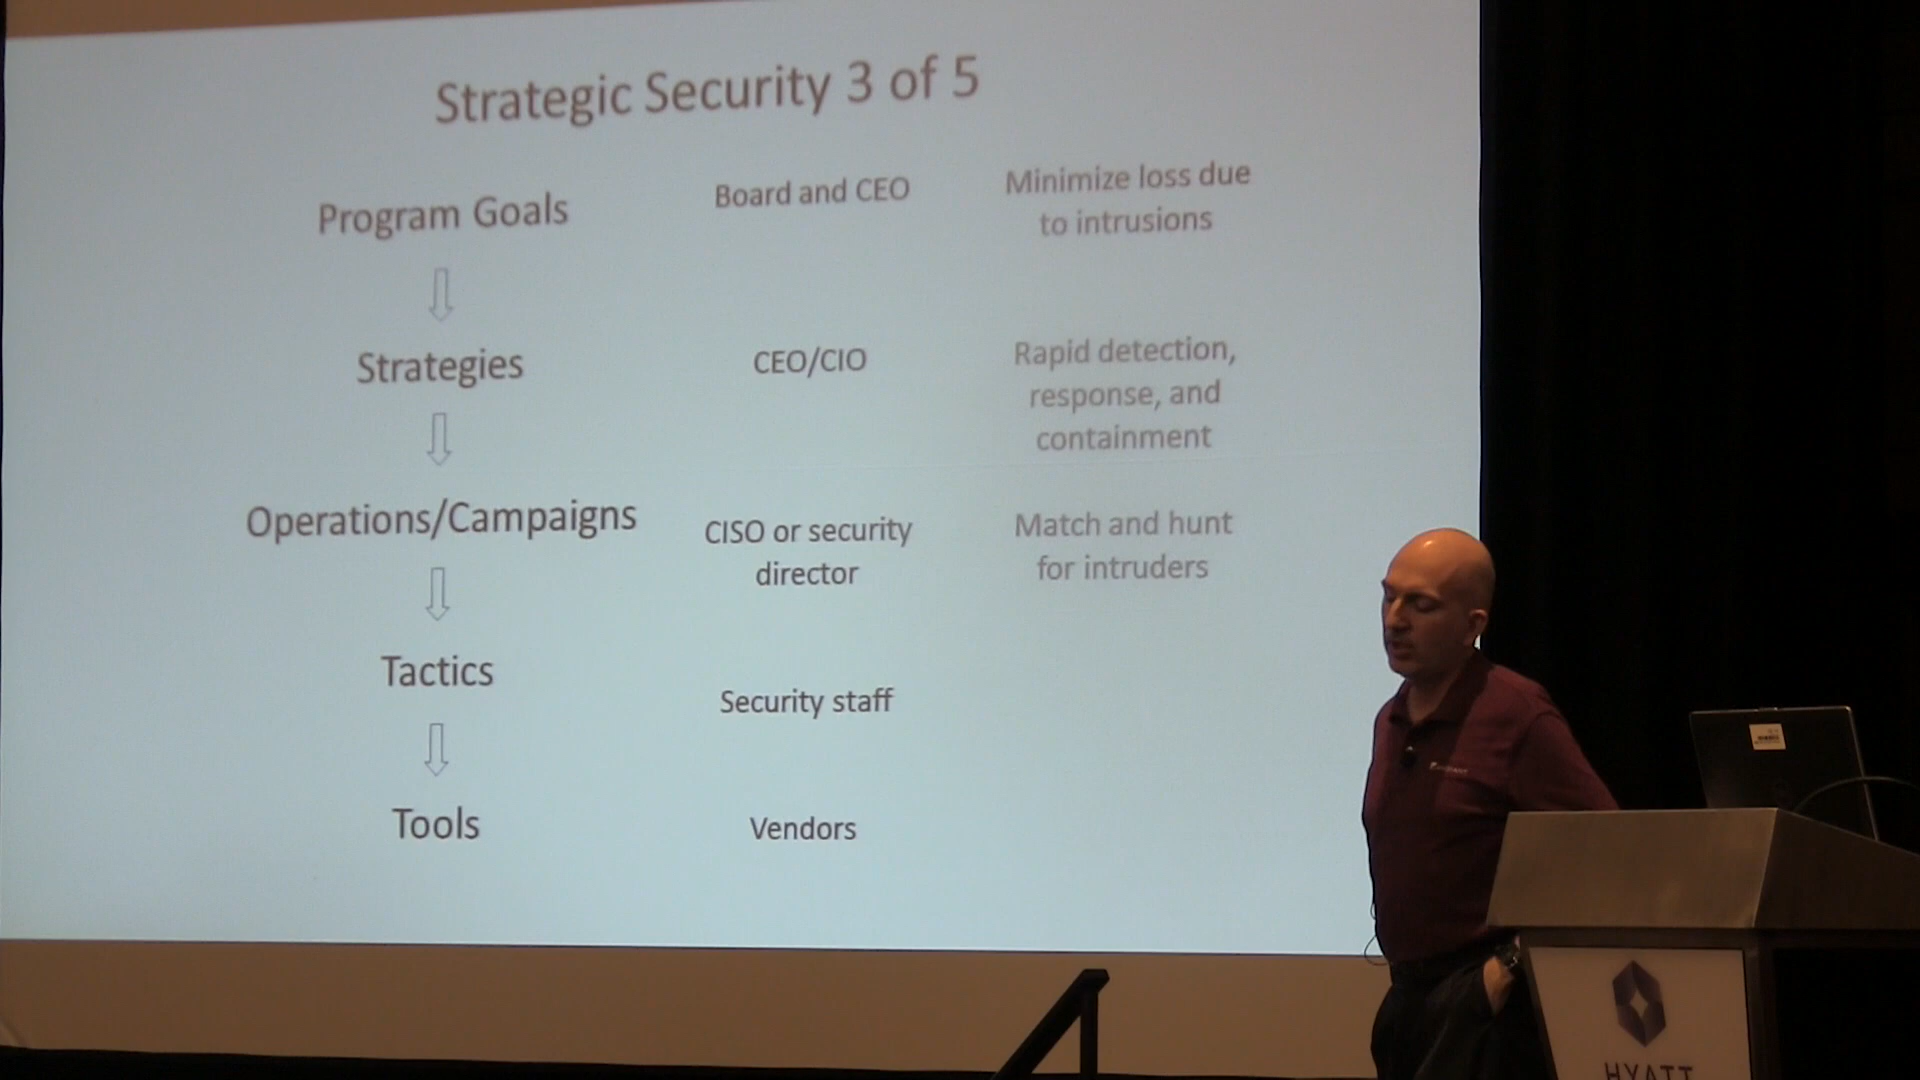 Strategic Security 3 of 5
Program Goals
Board and CEO
Minimize loss due
to intrusions
Strategies
CEO/CIO
Rapid detection,
response, and
containment
Operations/Campaigns
CISO or security
director
Match and hunt
for intruders
Tactics
Security staff
Tools
Vendors
HYATT